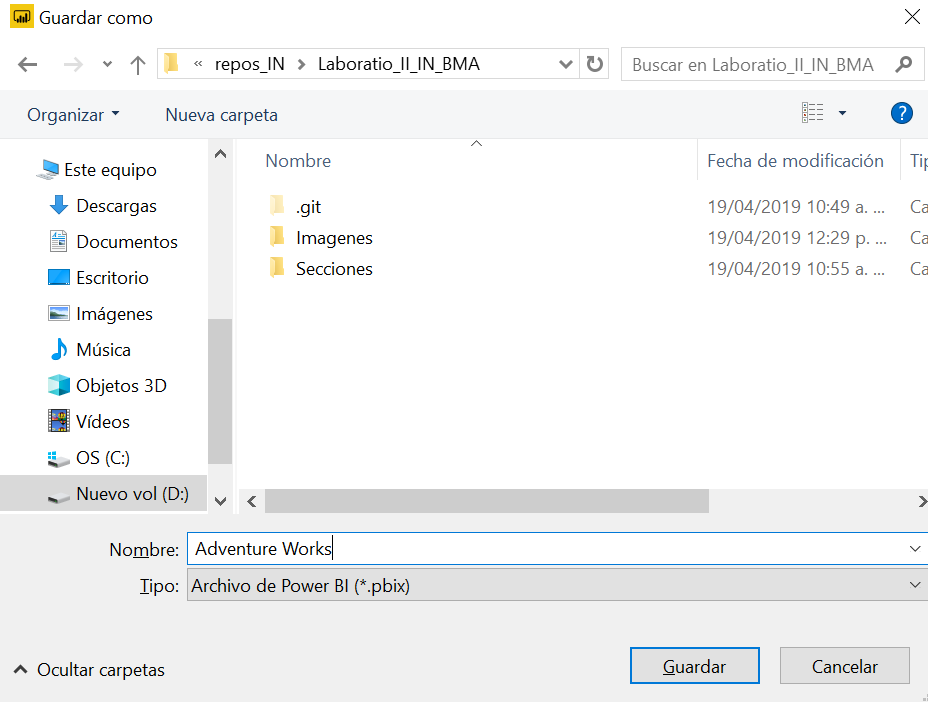 Guardar como
« repos_IN > Laboratio_II_IN_BMA
Buscar en Laboratio_II_IN_BMA
Organizar
Nueva carpeta
?
Este equipo
Descargas
Documentos
Escritorio
Imágenes
Música
Objetos 3D
Vídeos
OS (C:)
Nuevo vol (D:)
Nombre
Fecha de modificación
Tip
.git
19/04/2019 10:49 a. ...
Ca
Imagenes
19/04/2019 12:29 p. ...
Ca
Secciones
19/04/2019 10:55 a. ...
Ca
Nombre:
Adventure Works
Tipo:
Archivo de Power BI (*.pbix)
Ocultar carpetas
Guardar
Cancelar